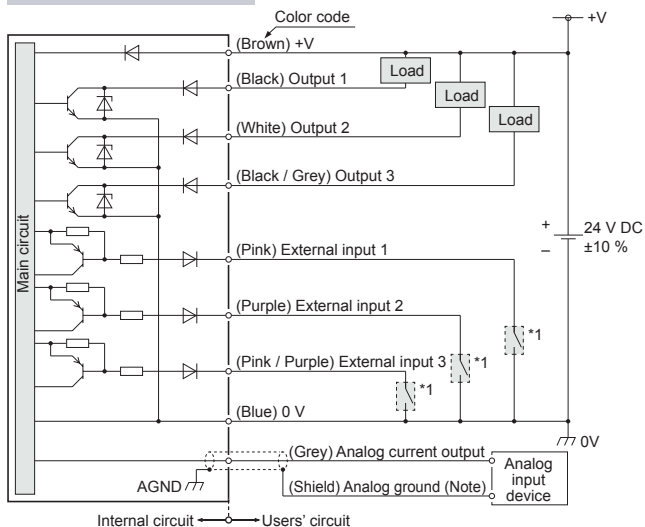 Color code
+V
(Brown) +V
(Black) Output 1
Load
Load
(White) Output 2
Load
(Black / Grey) Output 3
Main circuit
+
24 V DC
–
±10 %
(Pink) External input 1
(Purple) External input 2
*1
(Pink / Purple) External input 3
*1
*1
(Blue) 0 V
0V
(Grey) Analog current output
Analog
input
device
AGND
(Shield) Analog ground (Note)
Internal circuit
Users' circuit